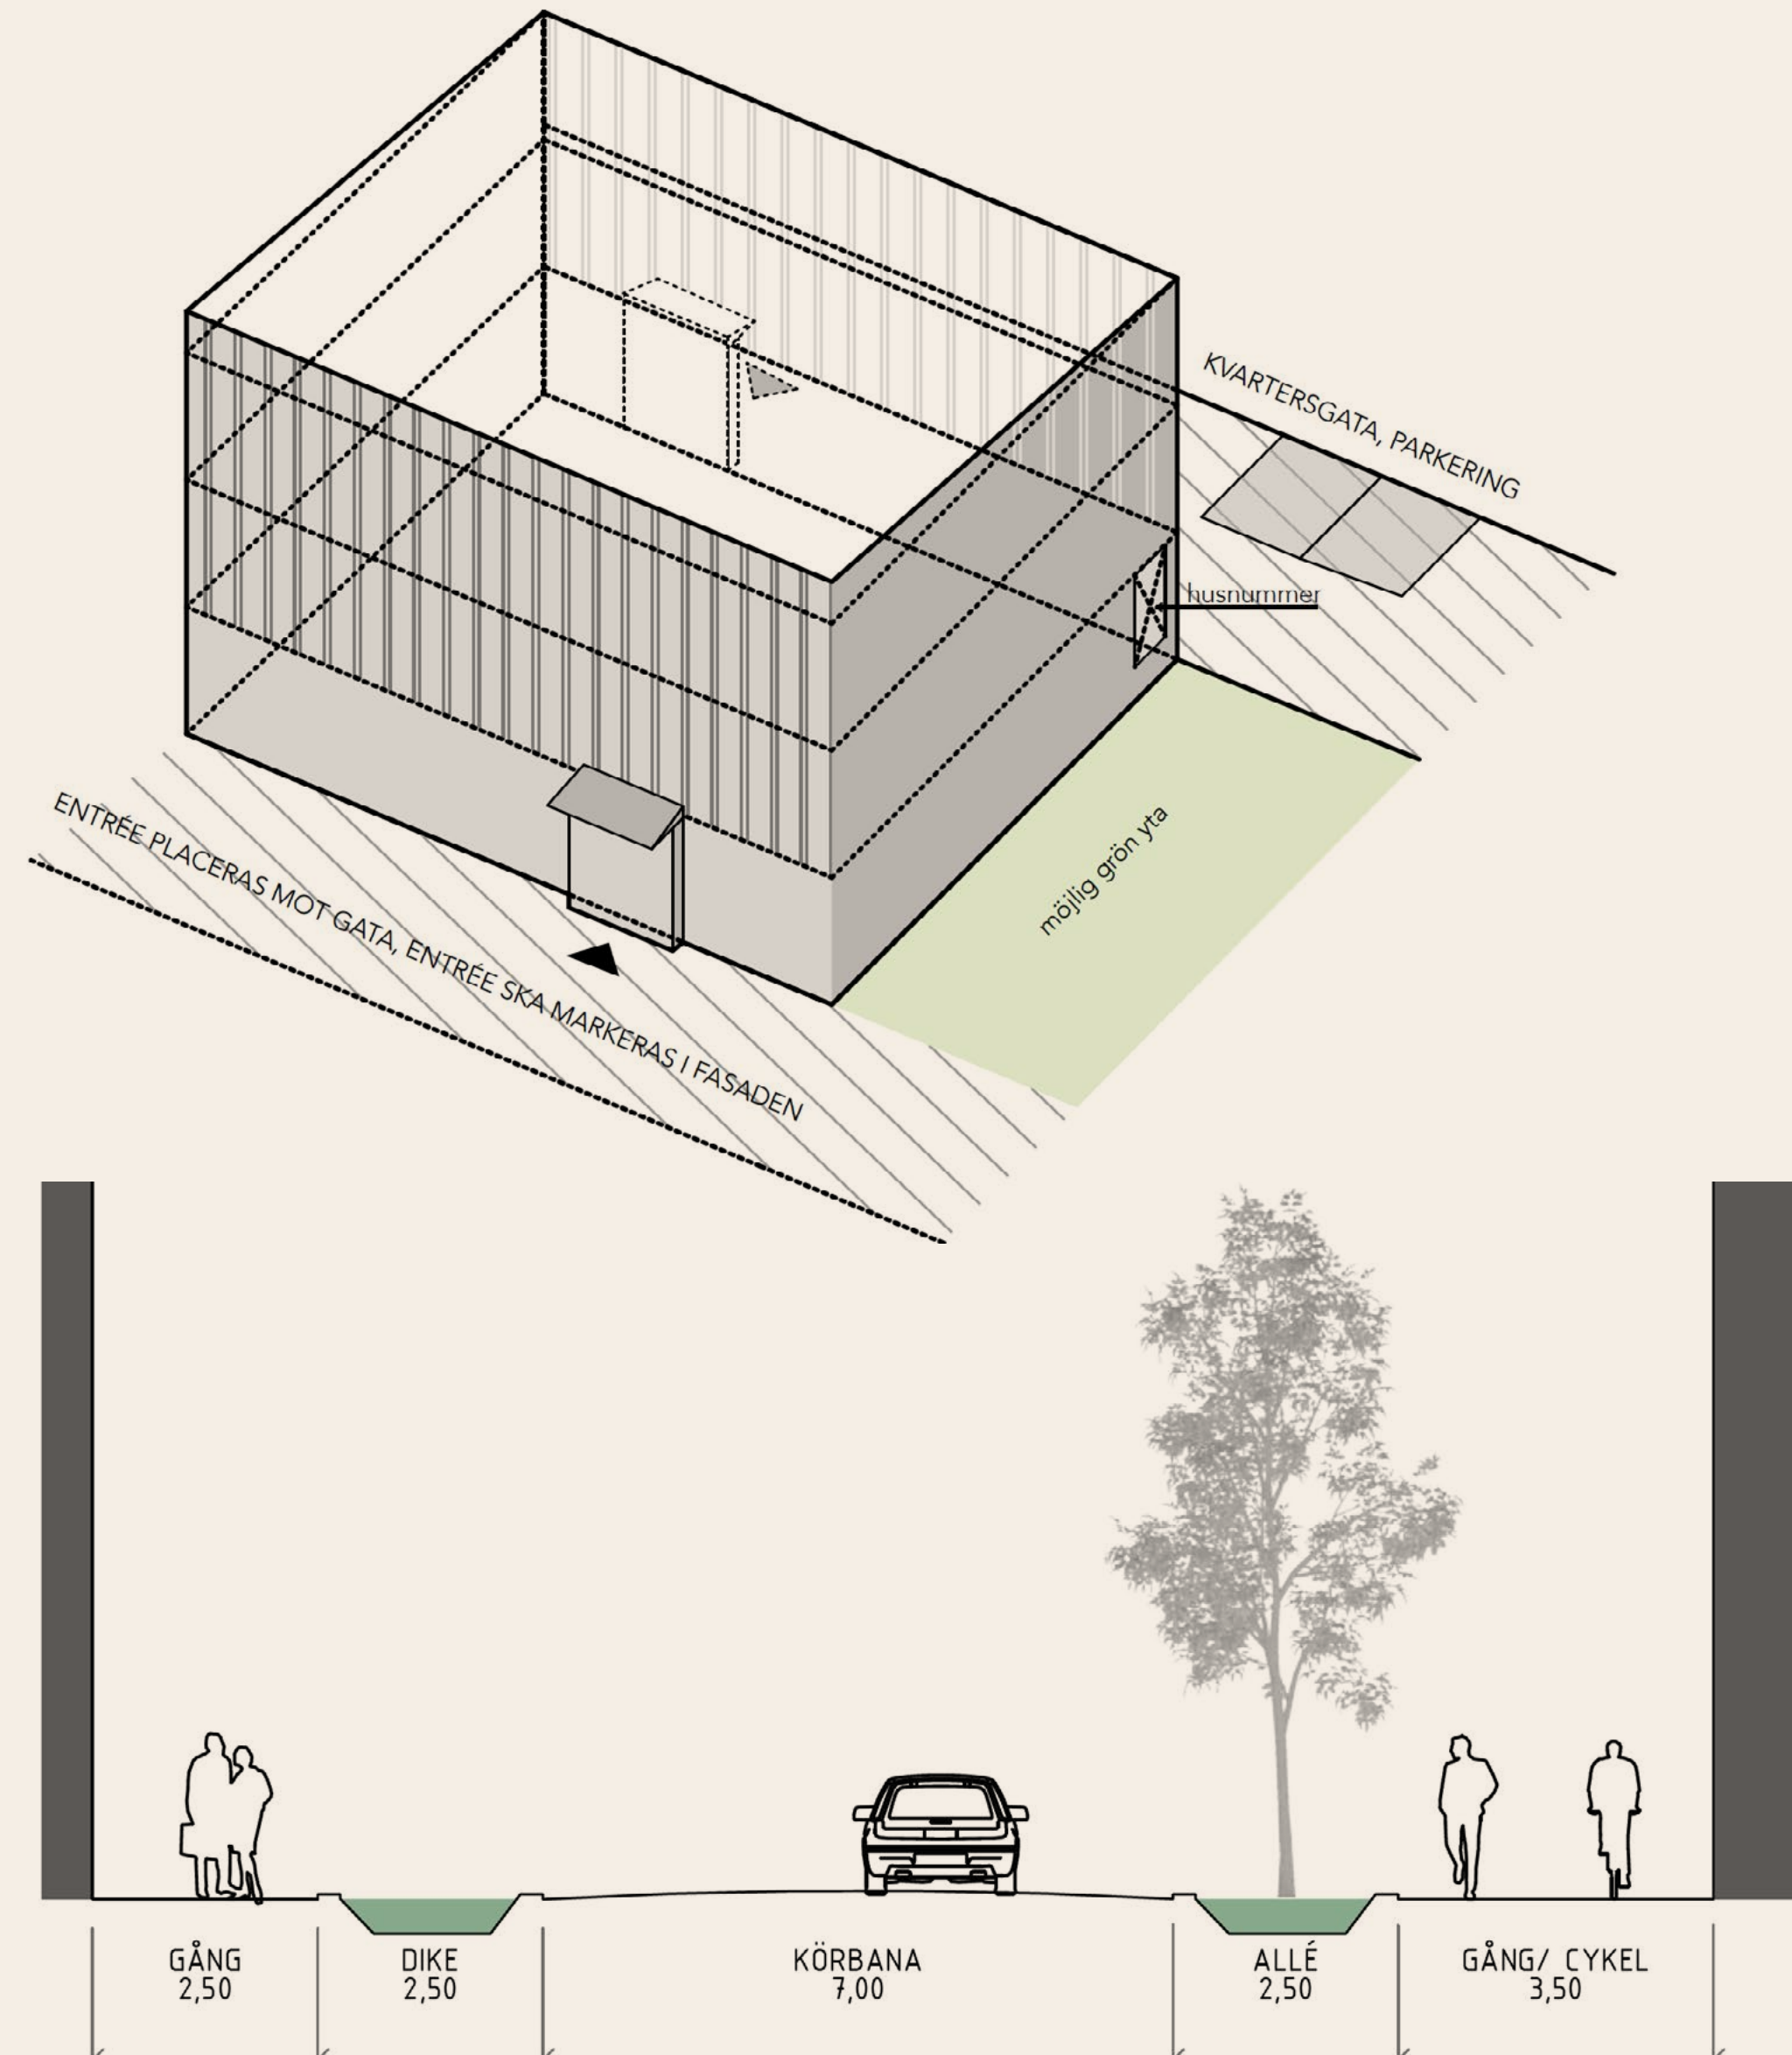 KVARTERSGATA, PARKERING
husnummer
möjlig grön yta
ENTRÉE PLACERAS MOT GATA, ENTRÉE SKA MARKERAS I FASADEN
GÅNG
2,50
DIKE
2,50
KÖRBANA
7,00
ALLÉ
2,50
GÅNG/ CYKEL
3,50